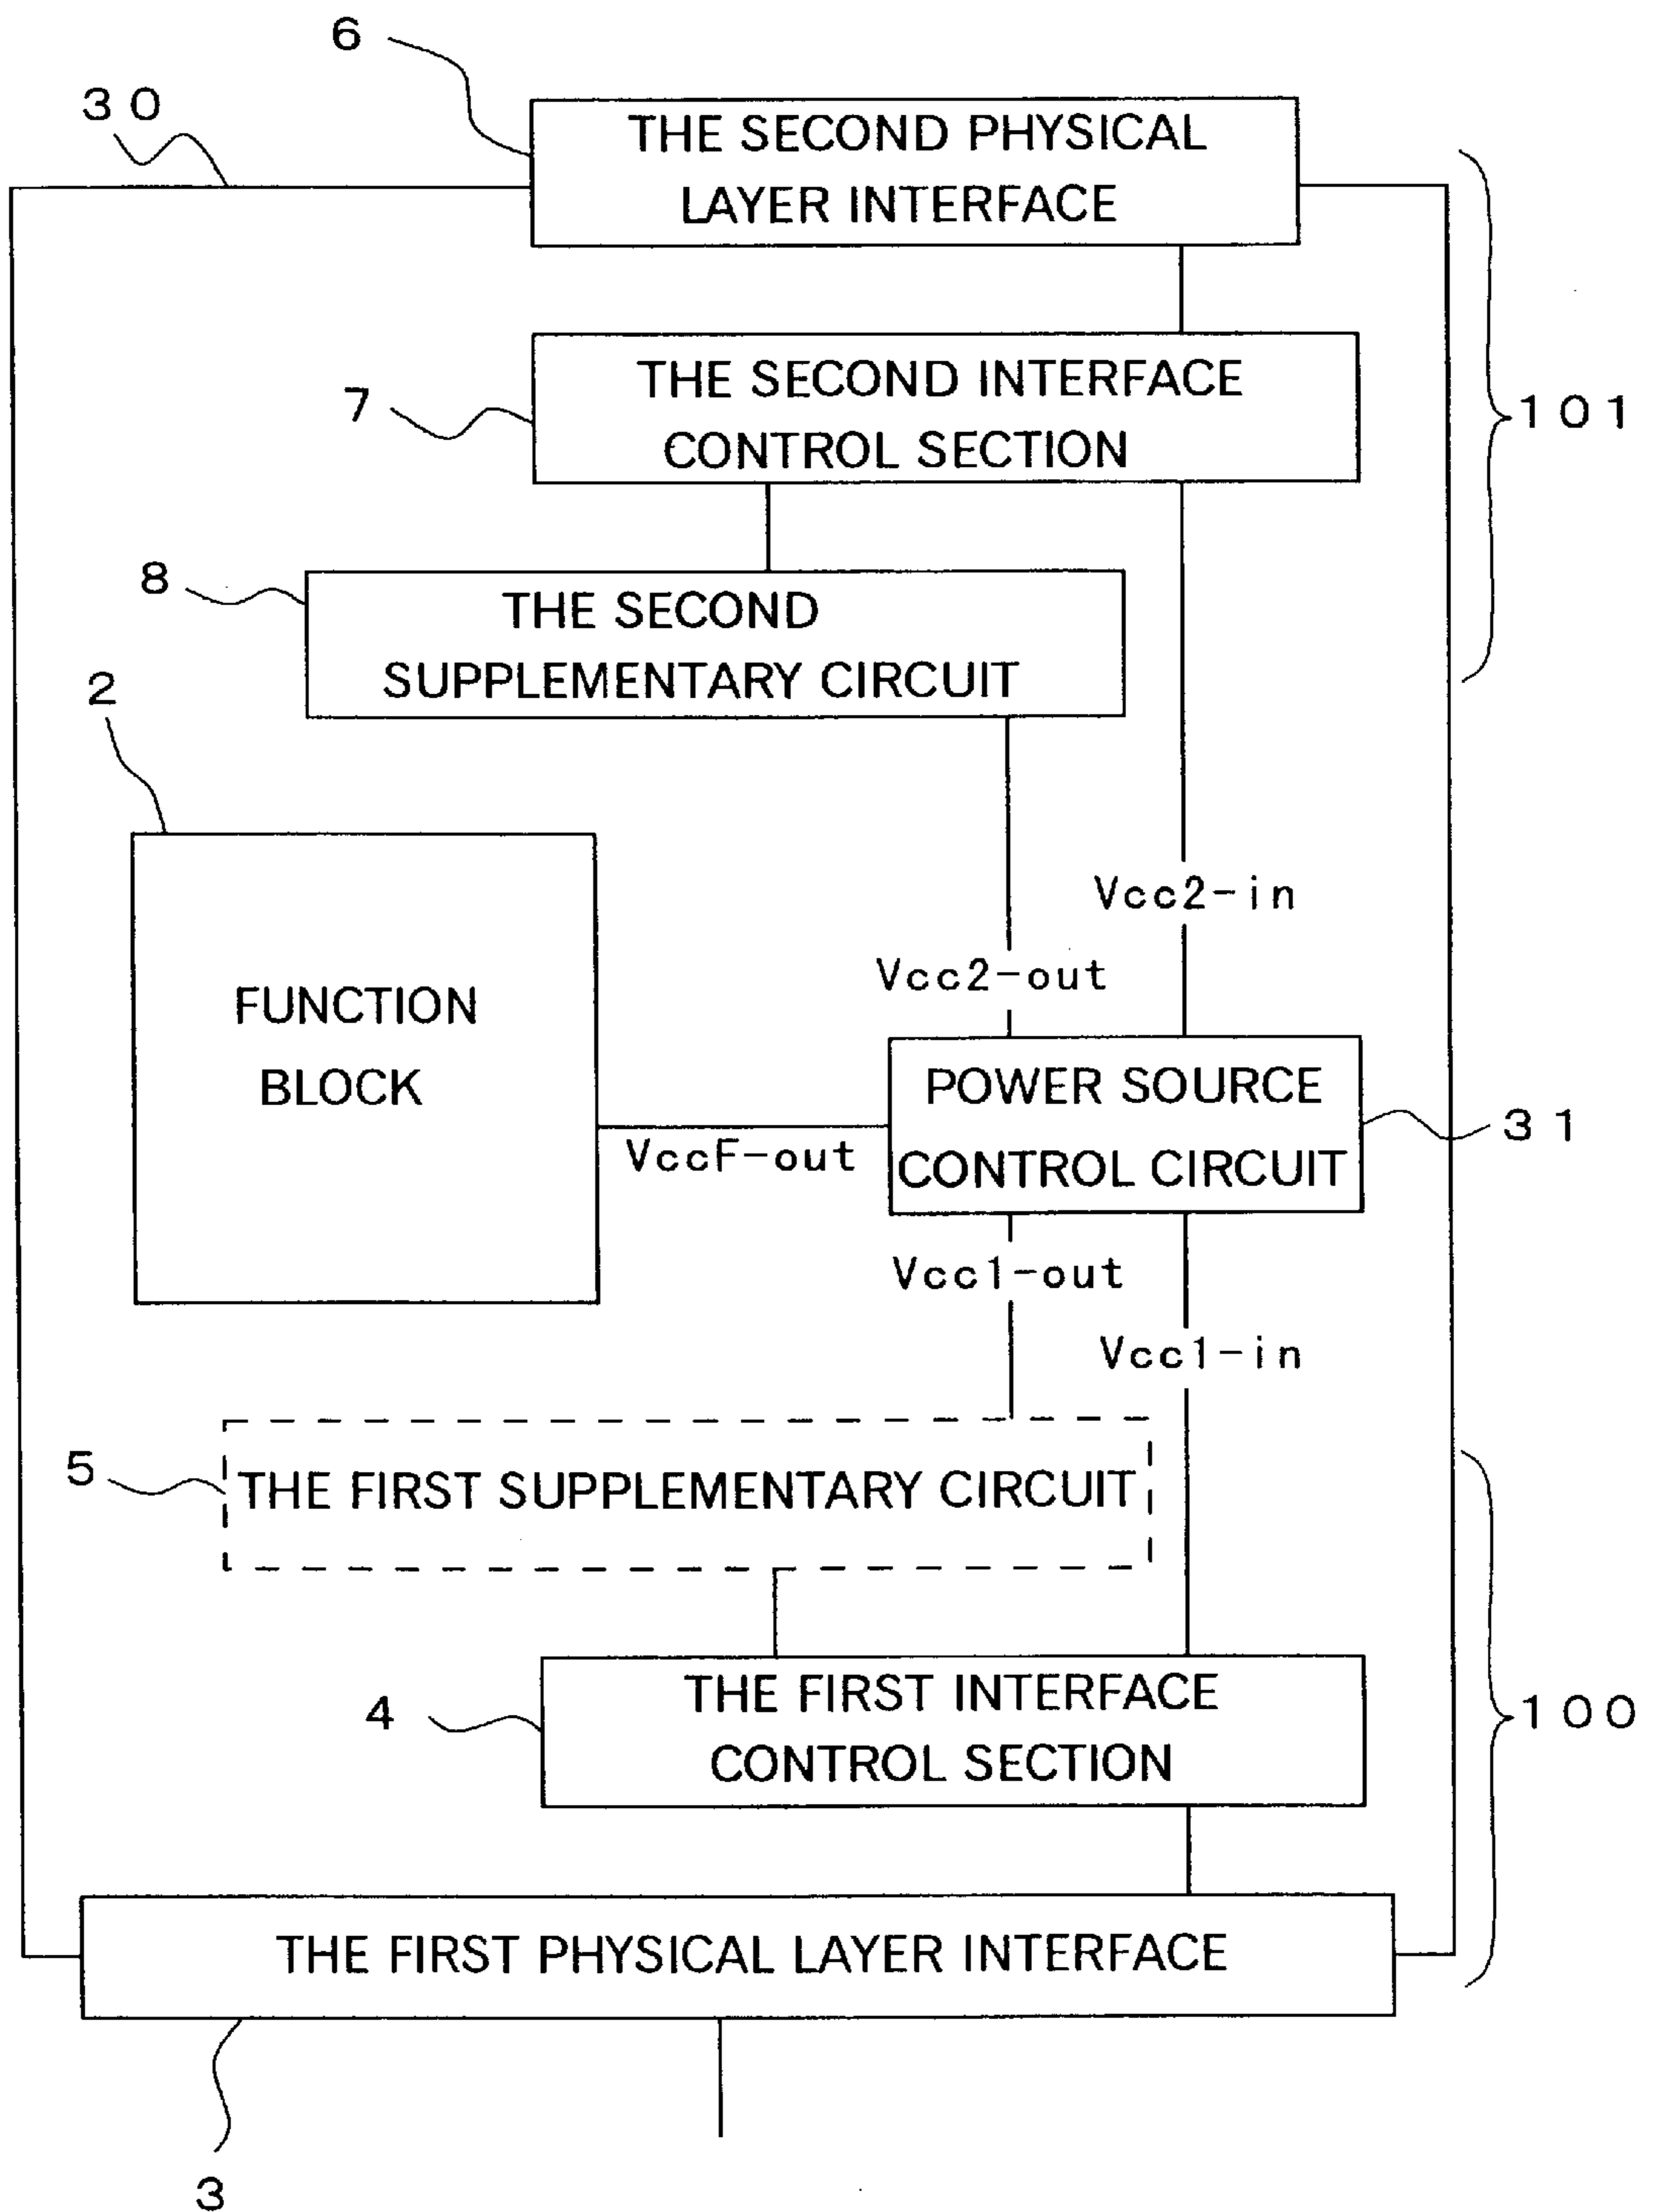 6
30
THE SECOND PHYSICAL
LAYER INTERFACE
7
THE SECOND INTERFACE
CONTROL SECTION
101
8
THE SECOND
SUPPLEMENTARY CIRCUIT
2
Vcc2-in
Vcc2-out
FUNCTION
BLOCK
POWER SOURCE
CONTROL CIRCUIT
31
VccF-out
Vcc1-out
Vcc1-in
5
THE FIRST SUPPLEMENTARY CIRCUIT
4
THE FIRST INTERFACE
CONTROL SECTION
100
THE FIRST PHYSICAL LAYER INTERFACE
3